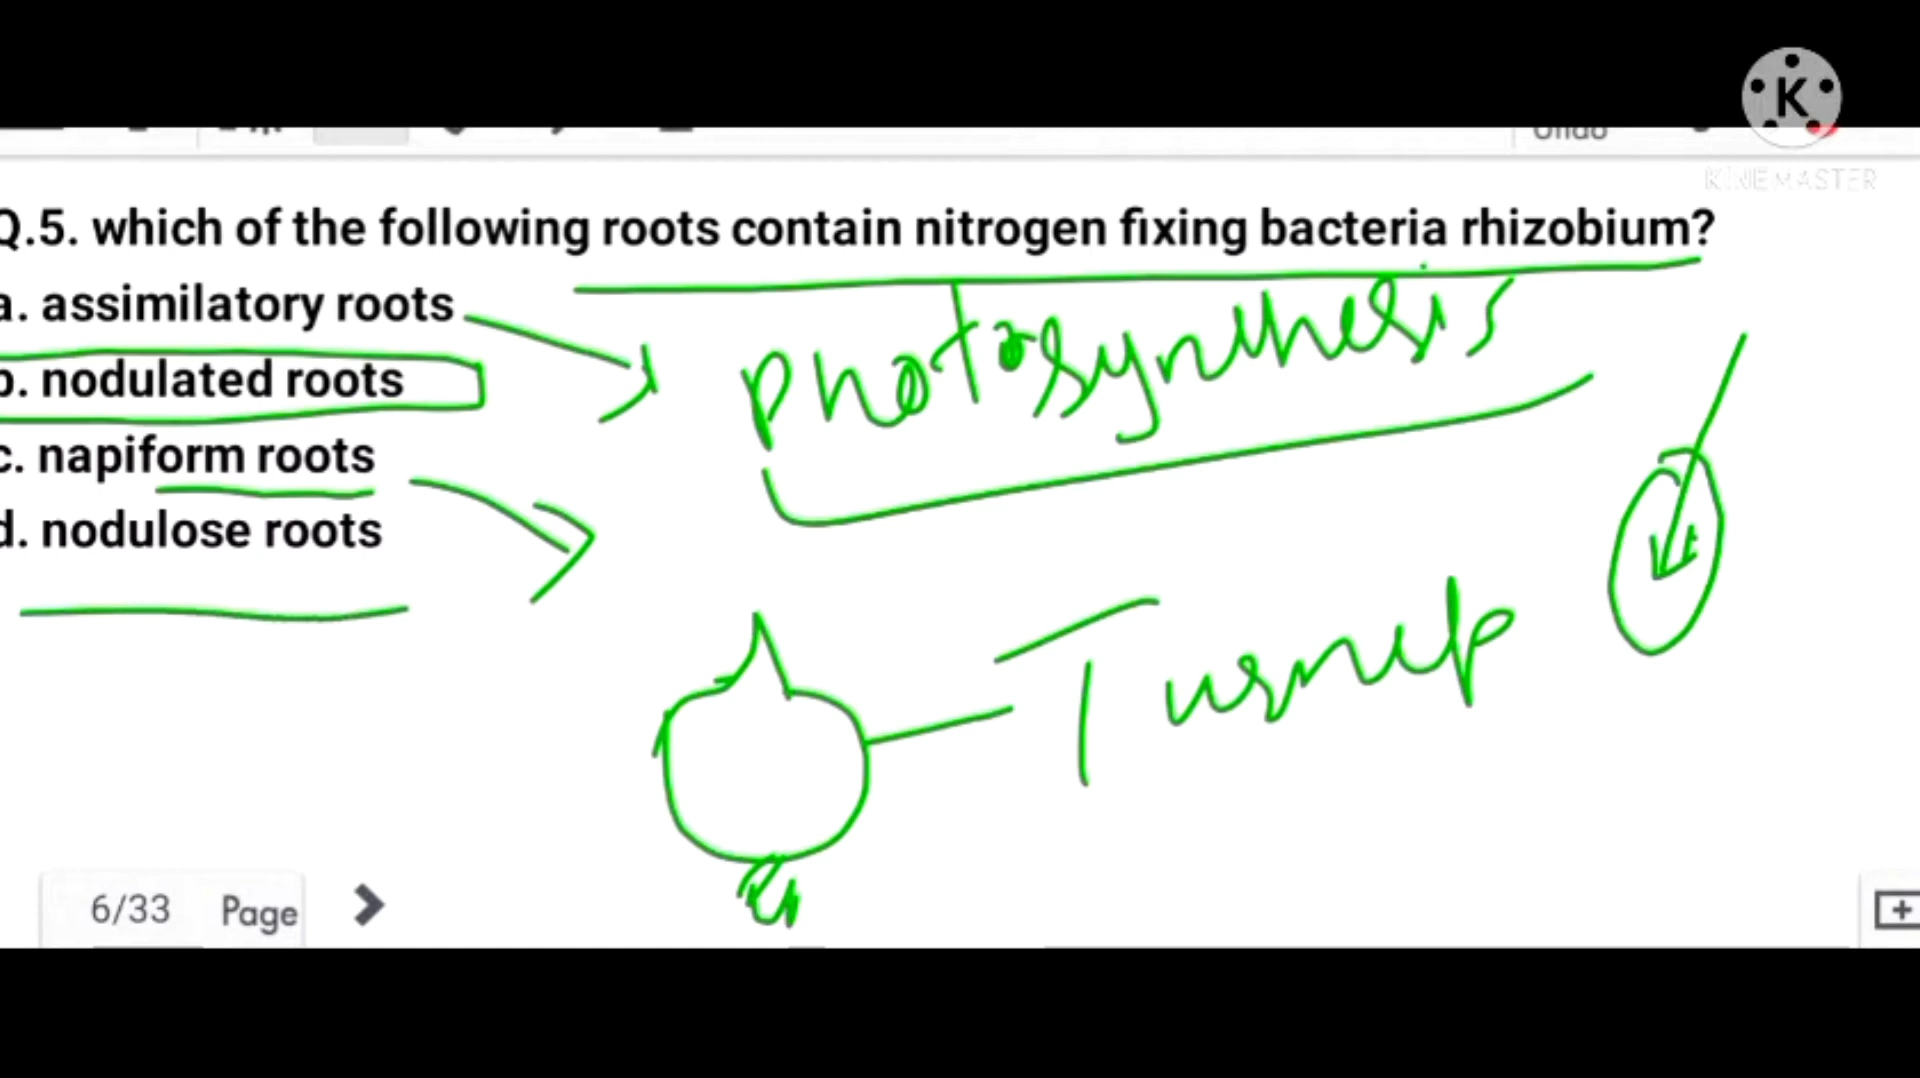 Undo
K
KINEMASTER
Q.5. which of the following roots contain nitrogen fixing bacteria rhizobium?
a. assimilatory roots
photosynthesis
b. nodulated roots
c. napiform roots
d. nodulose roots
Turnip
6/33 Page